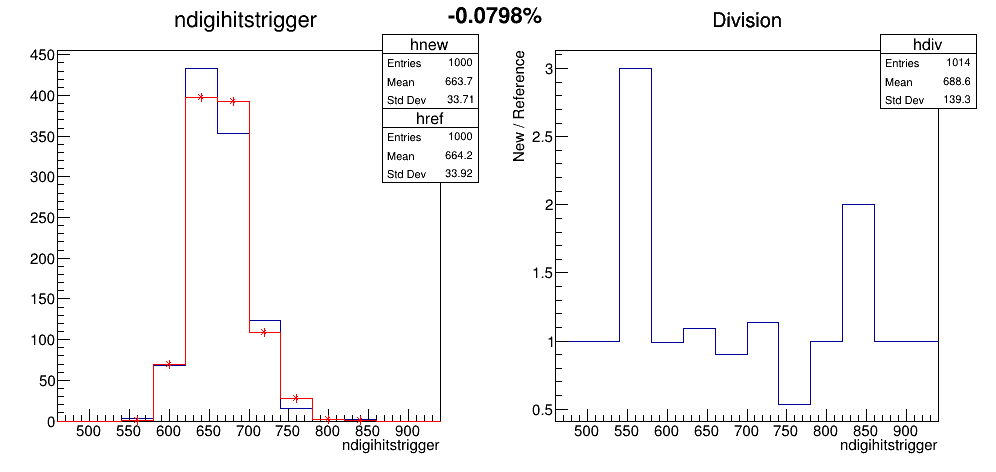 -0.0798%
ndigihitstrigger
hnew
Entries 1000
Mean 663.7
Std Dev 33.71
href
Entries 1000
Mean 664.2
Std Dev 33.92
450
400
350
300
250
200
150
100
50
0
500 550 600 650 700 750 800 850 900
ndigihitstrigger
Division
hdiv
Entries 1014
Mean 688.6
Std Dev 139.3
New / Reference
3
2.5
2
1.5
1
0.5
500 550 600 650 700 750 800 850 900
ndigihitstrigger